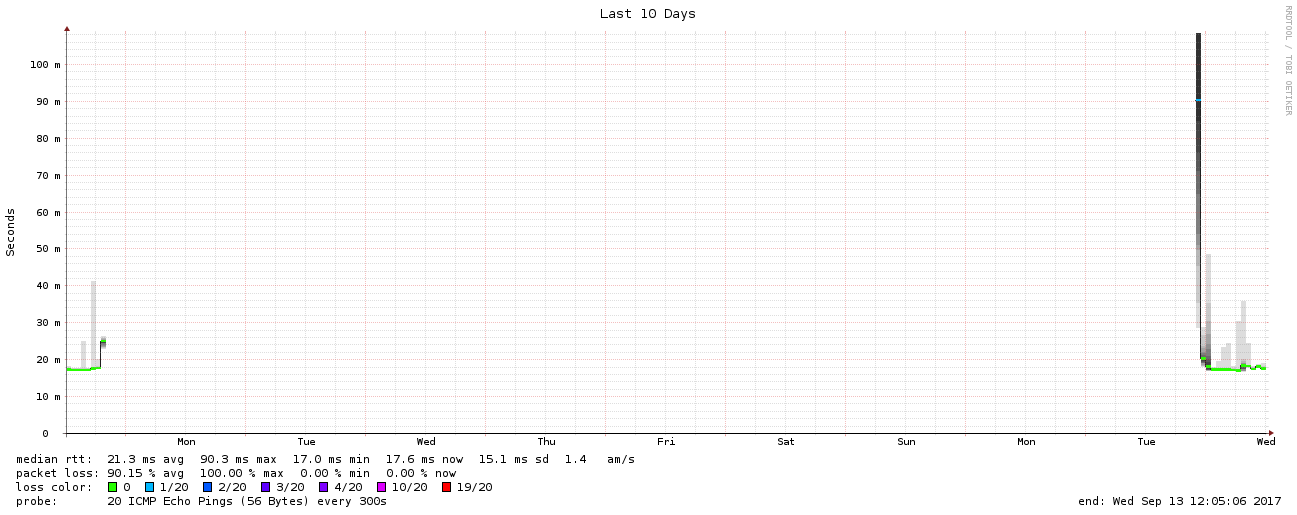 Last 10 Days
RRDTOOL / TOBI OETIKER
Seconds
100 m
90 m
80 m
70 m
60 m
50 m
40 m
30 m
20 m
10 m
0
Mon Tue Wed Thu Fri Sat Sun Mon Tue Wed
median rtt: 21.3 ms avg 90.3 ms max 17.0 ms min 17.6 ms now 15.1 ms sd 1.4 am/s
packet loss: 90.15 % avg 100.00 % max 0.00 % min 0.00 % now
loss color: 0 1/20 2/20 3/20 4/20 10/20 19/20
probe: 20 ICMP Echo Pings (56 Bytes) every 300s end: Wed Sep 13 12:05:06 2017